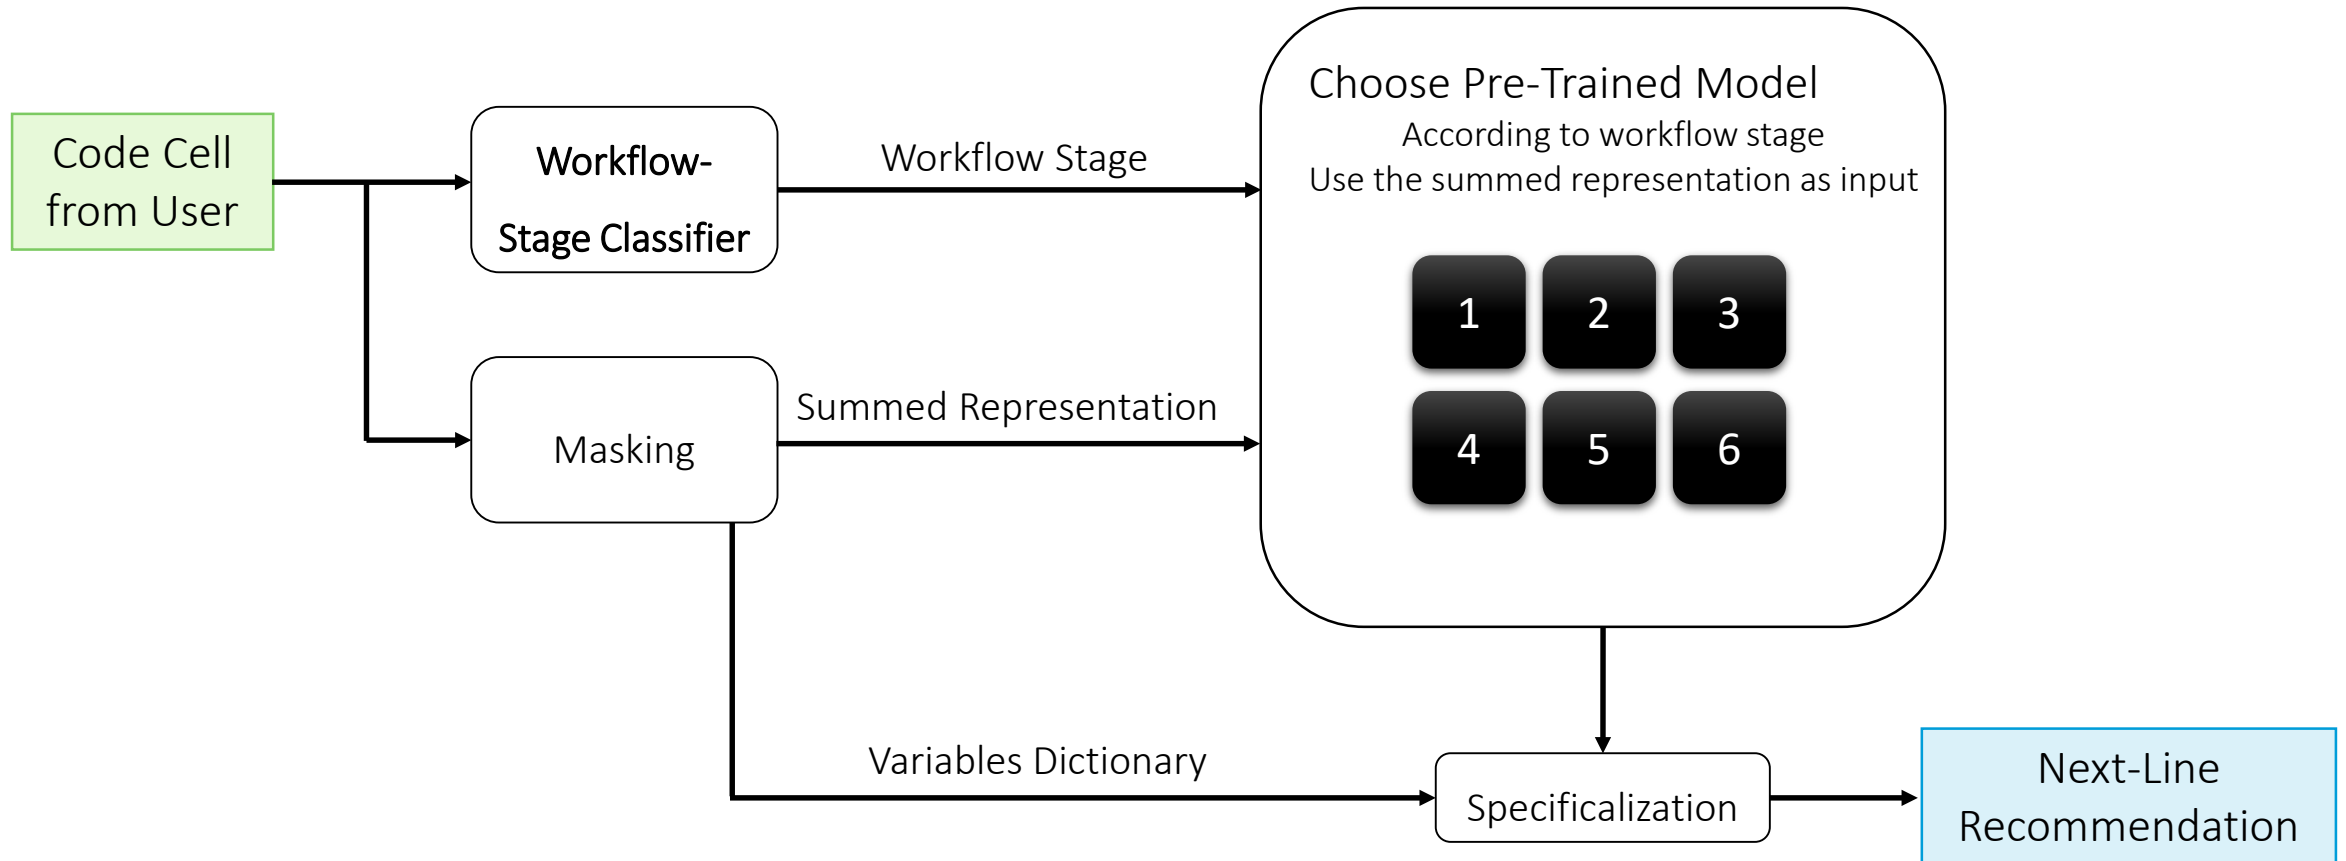 Code Cell
from User
Workflow-
Stage Classifier
Workflow Stage
Choose Pre-Trained Model
According to workflow stage
Use the summed representation as input
1 2 3
4 5 6
Masking
Summed Representation
Variables Dictionary
Specificalization
Next-Line
Recommendation